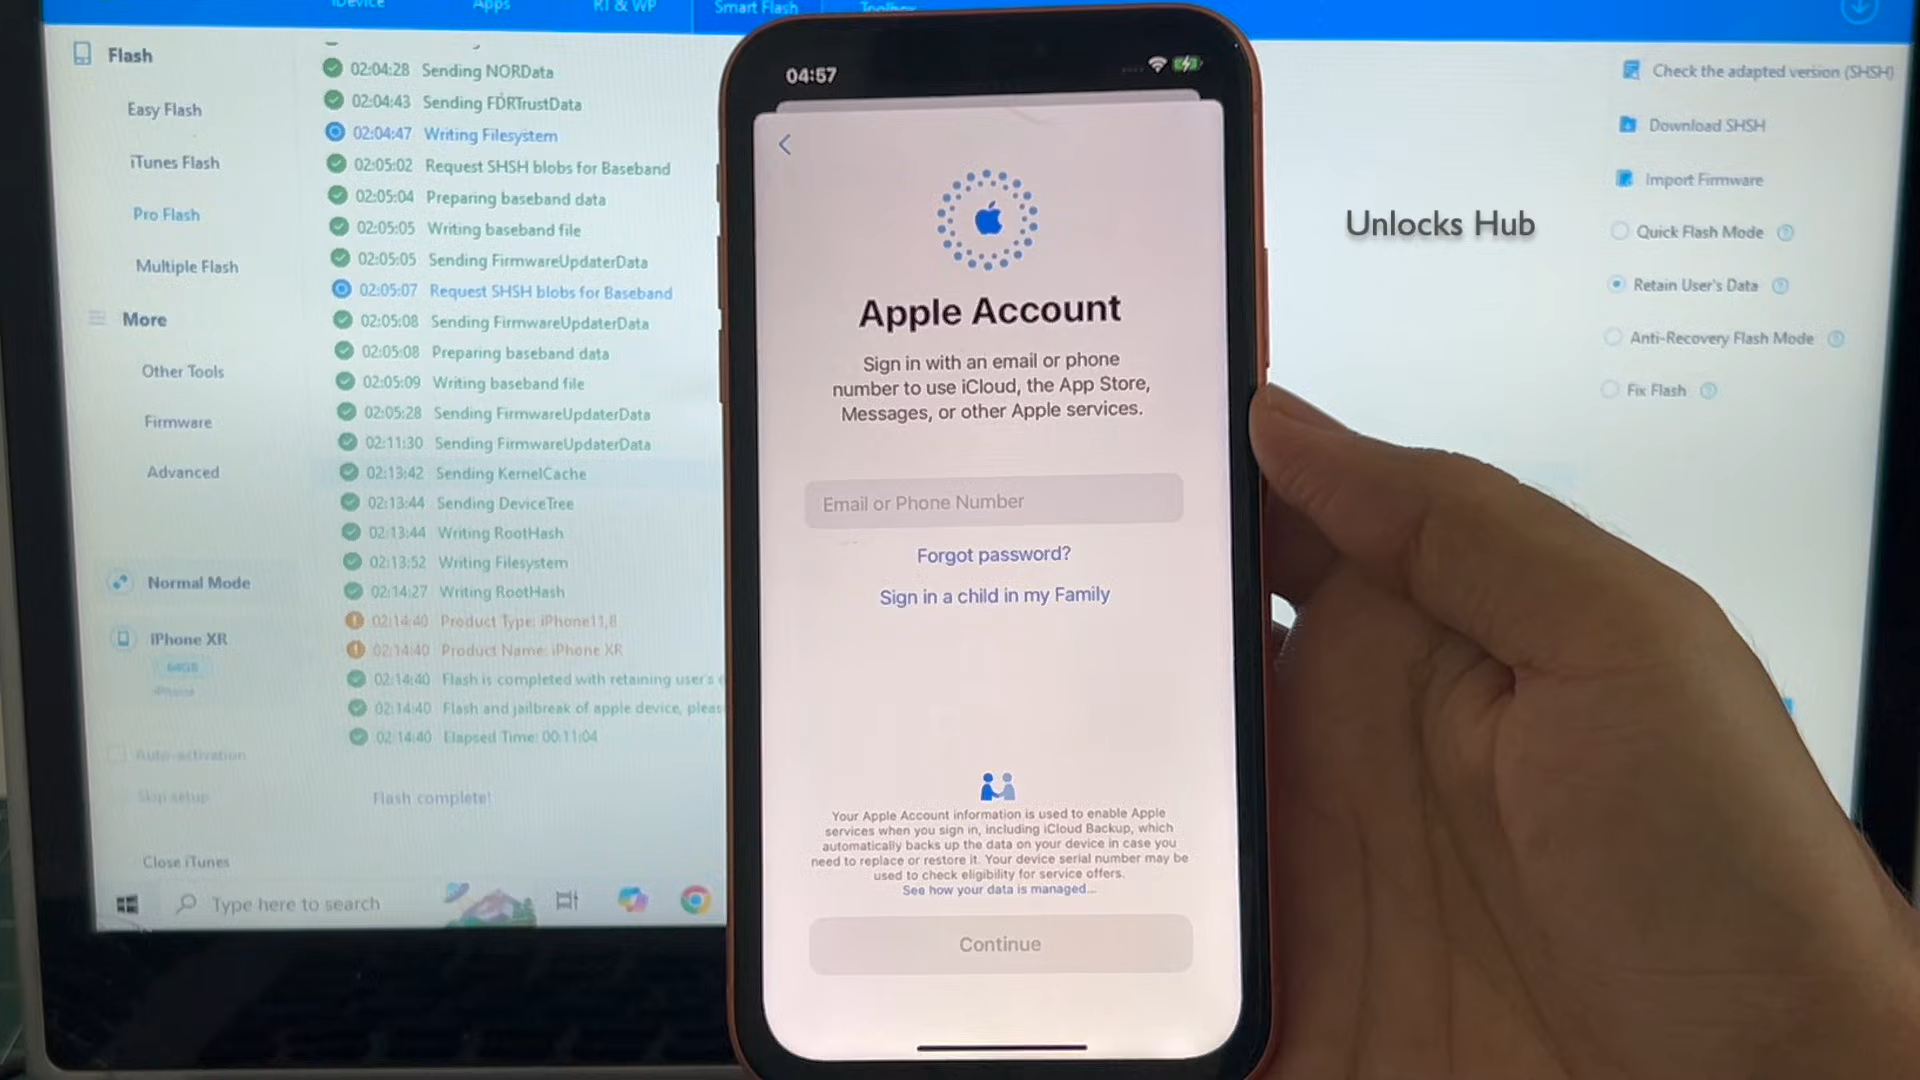 iDevice
Apps
RT & WP
Smart Flash
Toolbox
Flash
Easy Flash
iTunes Flash
Pro Flash
Multiple Flash
More
Other Tools
Firmware
Advanced
Normal Mode
iPhone XR
64GB
iPhone
Auto-activation
Skip setup
Close iTunes
02:04:28 Sending NORData
02:04:43 Sending FDRTrustData
02:04:47 Writing Filesystem
02:05:02 Request SHSH blobs for Baseband
02:05:04 Preparing baseband data
02:05:05 Writing baseband file
02:05:05 Sending FirmwareUpdaterData
02:05:07 Request SHSH blobs for Baseband
02:05:08 Sending FirmwareUpdaterData
02:05:08 Preparing baseband data
02:05:09 Writing baseband file
02:05:28 Sending FirmwareUpdaterData
02:11:30 Sending FirmwareUpdaterData
02:13:42 Sending KernelCache
02:13:44 Sending DeviceTree
02:13:44 Writing RootHash
02:13:52 Writing Filesystem
02:14:27 Writing RootHash
02:14:40 Product Type: iPhone11,8
02:14:40 Product Name: iPhone XR
02:14:40 Flash is completed with retaining user's
02:14:40 Flash and jailbreak of apple device, pleas
02:14:40 Elapsed Time: 00:11:04
Flash complete!
Type here to search
04:57
Apple Account
Sign in with an email or phone
number to use iCloud, the App Store,
Messages, or other Apple services.
Email or Phone Number
Forgot password?
Sign in a child in my Family
Your Apple Account information is used to enable Apple
services when you sign in, including iCloud Backup, which
automatically backs up the data on your device in case you
need to replace or restore it. Your device serial number may be
used to check eligibility for service offers.
See how your data is managed...
Continue
Unlocks Hub
Check the adapted version (SHSH)
Download SHSH
Import Firmware
Quick Flash Mode
Retain User's Data
Anti-Recovery Flash Mode
Fix Flash